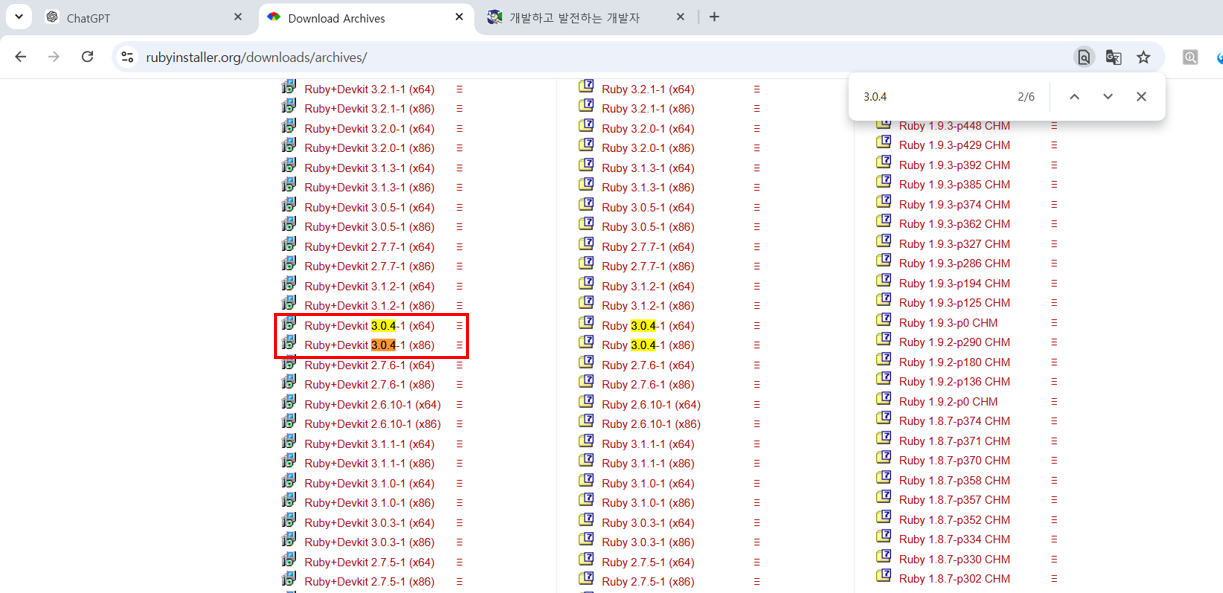 ChatGPT
Download Archives
개발하고 발전하는 개발자
rubyinstaller.org/downloads/archives/
3.0.4
2/6
Ruby+Devkit 3.2.1-1 (x64)
Ruby+Devkit 3.2.1-1 (x86)
Ruby+Devkit 3.2.0-1 (x64)
Ruby+Devkit 3.2.0-1 (x86)
Ruby+Devkit 3.1.3-1 (x64)
Ruby+Devkit 3.1.3-1 (x86)
Ruby+Devkit 3.0.5-1 (x64)
Ruby+Devkit 3.0.5-1 (x86)
Ruby+Devkit 2.7.7-1 (x64)
Ruby+Devkit 2.7.7-1 (x86)
Ruby+Devkit 3.1.2-1 (x64)
Ruby+Devkit 3.1.2-1 (x86)
Ruby+Devkit 3.0.4-1 (x64)
Ruby+Devkit 3.0.4-1 (x86)
Ruby+Devkit 2.7.6-1 (x64)
Ruby+Devkit 2.7.6-1 (x86)
Ruby+Devkit 2.6.10-1 (x64)
Ruby+Devkit 2.6.10-1 (x86)
Ruby+Devkit 3.1.1-1 (x64)
Ruby+Devkit 3.1.1-1 (x86)
Ruby+Devkit 3.1.0-1 (x64)
Ruby+Devkit 3.1.0-1 (x86)
Ruby+Devkit 3.0.3-1 (x64)
Ruby+Devkit 3.0.3-1 (x86)
Ruby+Devkit 2.7.5-1 (x64)
Ruby+Devkit 2.7.5-1 (x86)
Ruby 3.2.1-1 (x64)
Ruby 3.2.1-1 (x86)
Ruby 3.2.0-1 (x64)
Ruby 3.2.0-1 (x86)
Ruby 3.1.3-1 (x64)
Ruby 3.1.3-1 (x86)
Ruby 3.0.5-1 (x64)
Ruby 3.0.5-1 (x86)
Ruby 2.7.7-1 (x64)
Ruby 2.7.7-1 (x86)
Ruby 3.1.2-1 (x64)
Ruby 3.1.2-1 (x86)
Ruby 3.0.4-1 (x64)
Ruby 3.0.4-1 (x86)
Ruby 2.7.6-1 (x64)
Ruby 2.7.6-1 (x86)
Ruby 2.6.10-1 (x64)
Ruby 2.6.10-1 (x86)
Ruby 3.1.1-1 (x64)
Ruby 3.1.1-1 (x86)
Ruby 3.1.0-1 (x64)
Ruby 3.1.0-1 (x86)
Ruby 3.0.3-1 (x64)
Ruby 3.0.3-1 (x86)
Ruby 2.7.5-1 (x64)
Ruby 2.7.5-1 (x86)
Ruby 1.9.3-p448 CHM
Ruby 1.9.3-p429 CHM
Ruby 1.9.3-p392 CHM
Ruby 1.9.3-p385 CHM
Ruby 1.9.3-p374 CHM
Ruby 1.9.3-p362 CHM
Ruby 1.9.3-p327 CHM
Ruby 1.9.3-p286 CHM
Ruby 1.9.3-p194 CHM
Ruby 1.9.3-p125 CHM
Ruby 1.9.3-p0 CHM
Ruby 1.9.2-p290 CHM
Ruby 1.9.2-p180 CHM
Ruby 1.9.2-p136 CHM
Ruby 1.9.2-p0 CHM
Ruby 1.8.7-p374 CHM
Ruby 1.8.7-p371 CHM
Ruby 1.8.7-p370 CHM
Ruby 1.8.7-p358 CHM
Ruby 1.8.7-p357 CHM
Ruby 1.8.7-p352 CHM
Ruby 1.8.7-p334 CHM
Ruby 1.8.7-p330 CHM
Ruby 1.8.7-p302 CHM